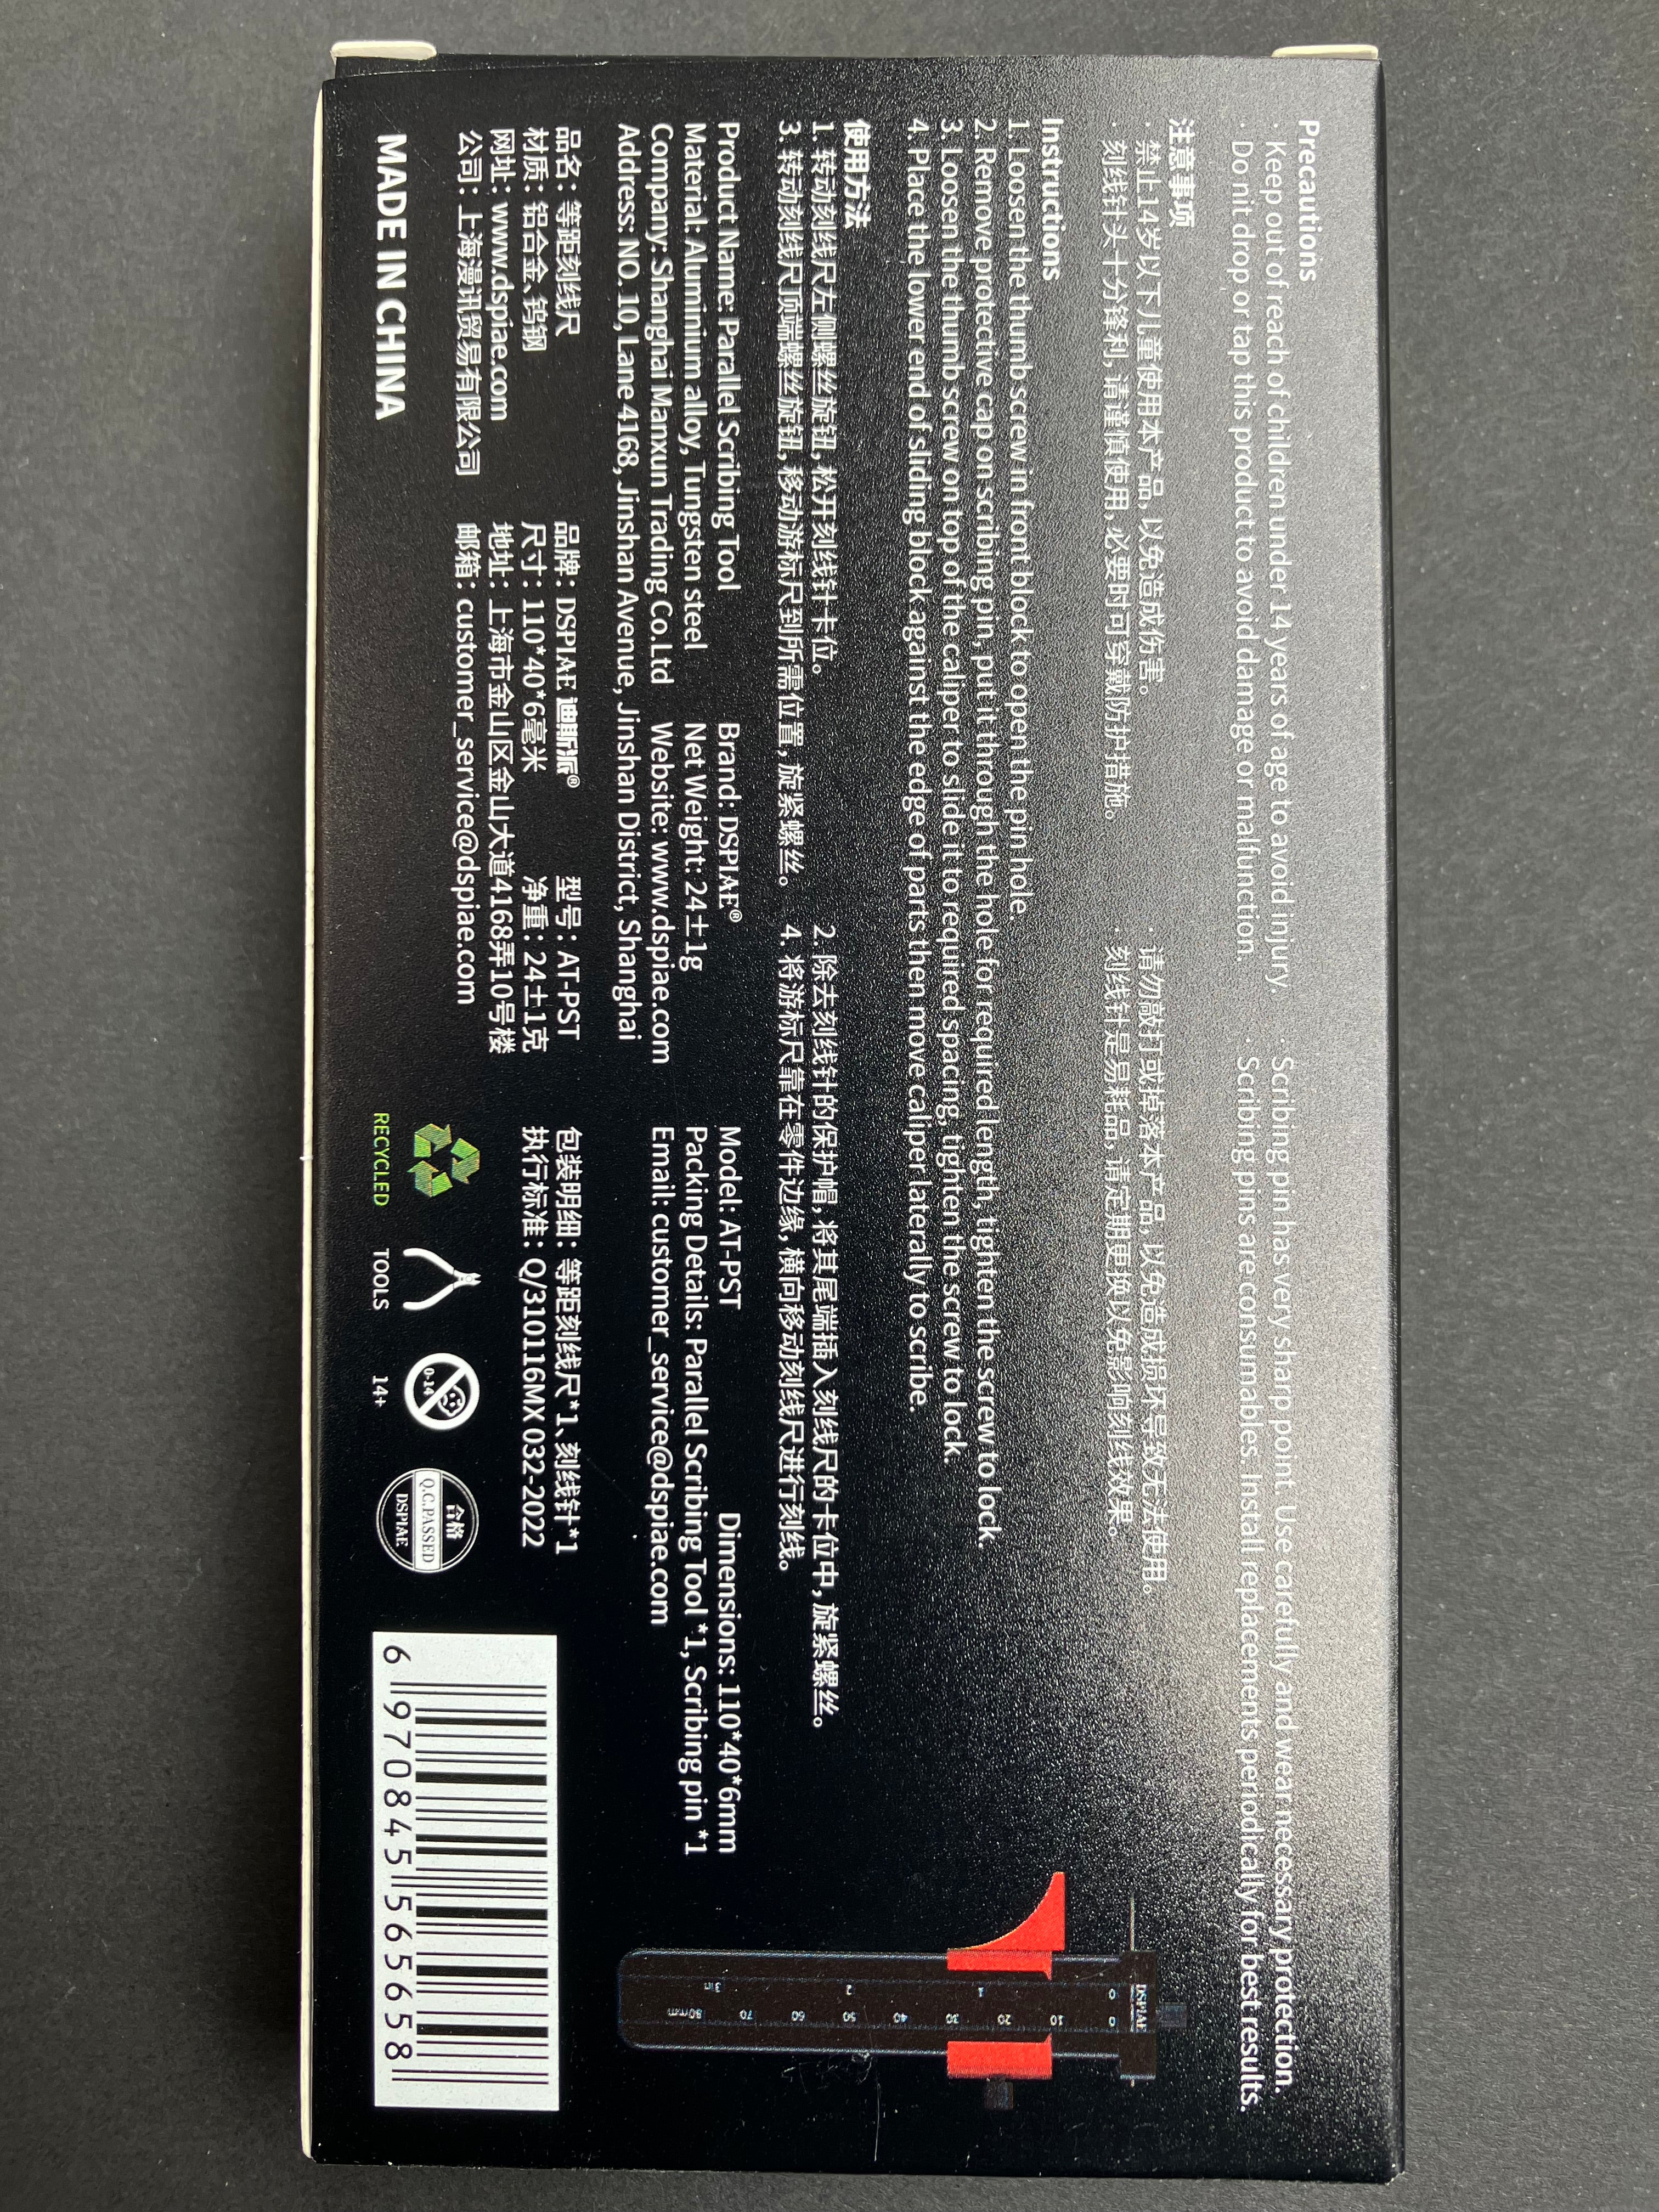 Precautions
· Keep out of reach of children under 14 years of age to avoid injury. · Scribing pin has very sharp point. Use carefully and wear necessary protection.
· Do nit drop or tap this product to avoid damage or malfunction. · Scribing pins are consumables. Install replacements periodically for best results.
注意事项
· 禁止14岁以下儿童使用本产品, 以免造成伤害。 · 请勿敲打或掉落本产品, 以免造成损坏导致无法使用。
· 刻线针头十分锋利, 请谨慎使用, 必要时可穿戴防护措施。 · 刻线针是易耗品, 请定期更换以免影响刻线效果。
Instructions
1. Loosen the thumb screw in front block to open the pin hole.
2. Remove protective cap on scribing pin, put it through the hole for required length, tighten the screw to lock.
3. Loosen the thumb screw on top of the caliper to slide it to required spacing, tighten the screw to lock.
4. Place the lower end of sliding block against the edge of parts then move caliper laterally to scribe.
使用方法
1. 转动刻线尺左侧螺丝旋钮, 松开刻线针卡位。 2. 除去刻线针的保护帽, 将其尾端插入刻线尺的卡位中, 旋紧螺丝。
3. 转动刻线尺顶端螺丝旋钮, 移动游标尺到所需位置, 旋紧螺丝。 4. 将游标尺靠在零件边缘, 横向移动刻线尺进行刻线。
Product Name: Parallel Scribing Tool Brand: DSPIAE® Model: AT-PST Dimensions: 110*40*6mm
Material: Aluminium alloy, Tungsten steel Net Weight: 24±1g Packing Details: Parallel Scribing Tool *1, Scribing pin *1
Company: Shanghai Manxun Trading Co.Ltd Website: www.dspiae.com Email: customer_service@dspiae.com
Address: NO. 10, Lane 4168, Jinshan Avenue, Jinshan District, Shanghai
品名: 等距刻线尺 品牌: DSPIAE 迪斯派® 型号: AT-PST 包装明细: 等距刻线尺*1、刻线针*1
材质: 铝合金, 钨钢 尺寸: 110*40*6毫米 净重: 24±1克 执行标准: Q/310116MX 032-2022
网址: www.dspiae.com 地址: 上海市金山区金山大道4168弄10号楼
公司: 上海漫讯贸易有限公司 邮箱: customer_service@dspiae.com
MADE IN CHINA
RECYCLED
TOOLS
0-14
14+
合格
Q.C.PASSED
DSPIAE
6 970845 565658
DSPIAE
0 1 2 3in
0 10 20 30 40 50 60 70 80mm